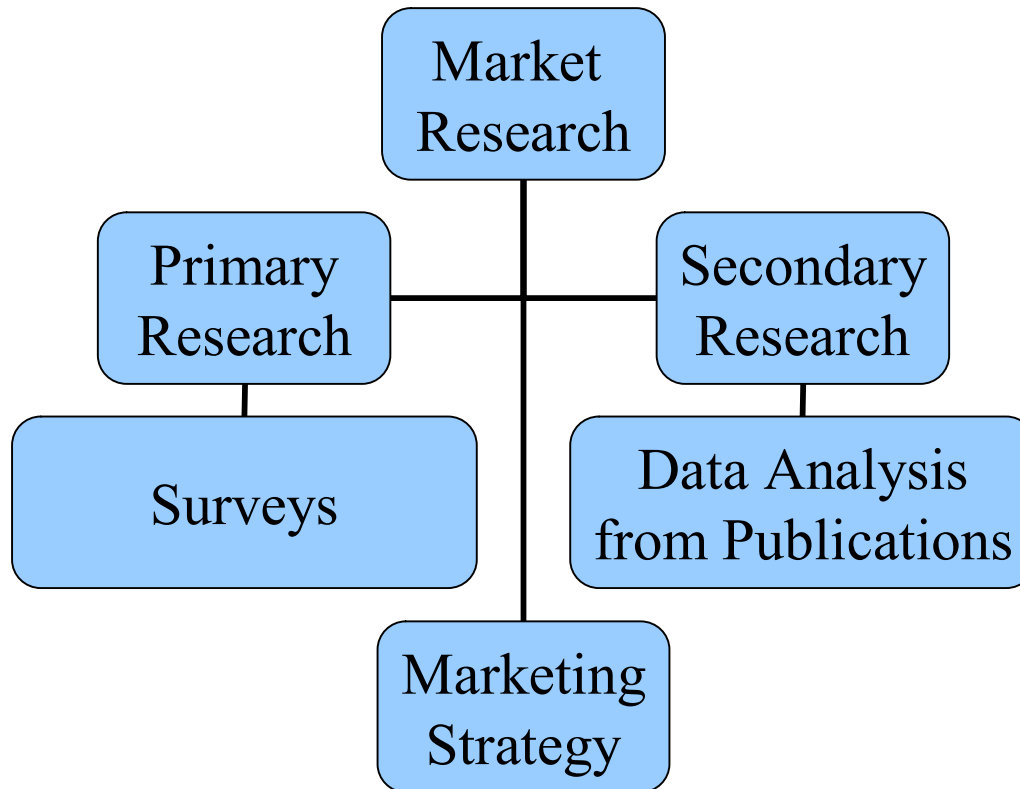 Market
Research
Primary
Research
Secondary
Research
Surveys
Data Analysis
from Publications
Marketing
Strategy